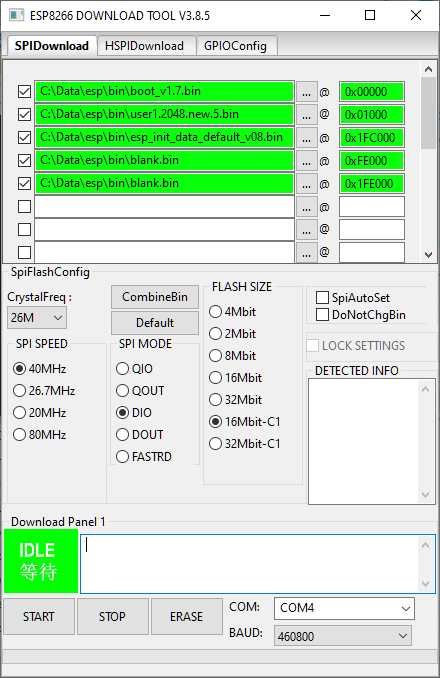 ESP8266 DOWNLOAD TOOL V3.8.5
SPIDownload HSPIDownload GPIOConfig
C:\Data\esp\bin\boot_v1.7.bin ... @ 0x00000
C:\Data\esp\bin\user1.2048.new.5.bin ... @ 0x01000
C:\Data\esp\bin\esp_init_data_default_v08.bin ... @ 0x1FC000
C:\Data\esp\bin\blank.bin ... @ 0xFE000
C:\Data\esp\bin\blank.bin ... @ 0x1FE000
... @
... @
... @
SpiFlashConfig
CrystalFreq :
26M
SPI SPEED
40MHz
26.7MHz
20MHz
80MHz
CombineBin
Default
SPI MODE
QIO
QOUT
DIO
DOUT
FASTRD
FLASH SIZE
4Mbit
2Mbit
8Mbit
16Mbit
32Mbit
16Mbit-C1
32Mbit-C1
SpiAutoSet
DoNotChgBin
LOCK SETTINGS
DETECTED INFO
Download Panel 1
IDLE
等待
START STOP ERASE
COM: COM4
BAUD: 460800